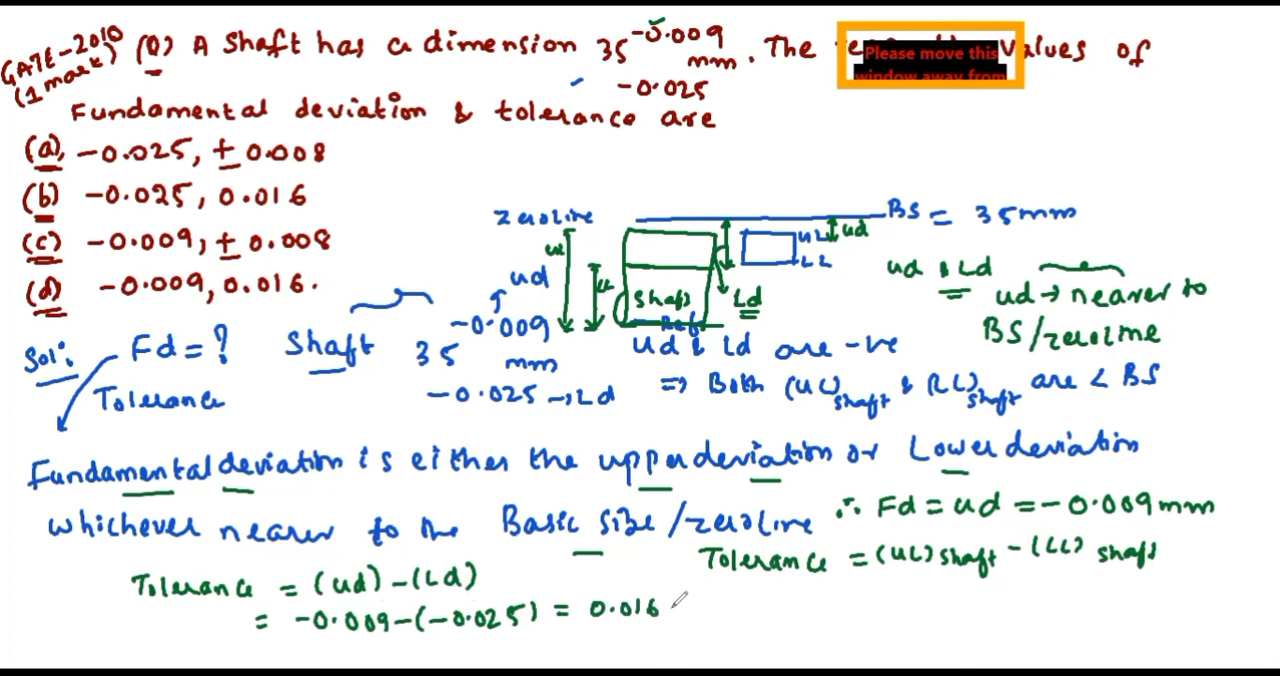 GATE-2010 (1 mark) (Q) A Shaft has a dimension 35 -0.009 mm. The values of
-0.025
Please move this
window away from
Fundamental deviation & tolerance are
(a) -0.025, ± 0.008
(b) -0.025, 0.016
(c) -0.009, ± 0.008
(d) -0.009, 0.016.
zeroline BS = 35mm
UL ud
LL
ud & Ld
ud → nearer to
BS/zeroline
Shaft Ld
Ref
Sol: Fd = ? Shaft 35 -0.009 mm ud
Tolerance -0.025 → Ld
ud & Ld are -ve
⇒ Both (UL)shaft & (LL)shaft are < BS
Fundamental deviation is either the upper deviation or Lower deviation
whichever nearer to the Basic size/zeroline ∴ Fd = ud = -0.009mm
Tolerance = (UL)shaft - (LL)shaft
Tolerance = (ud) - (Ld)
= -0.009 - (-0.025) = 0.016